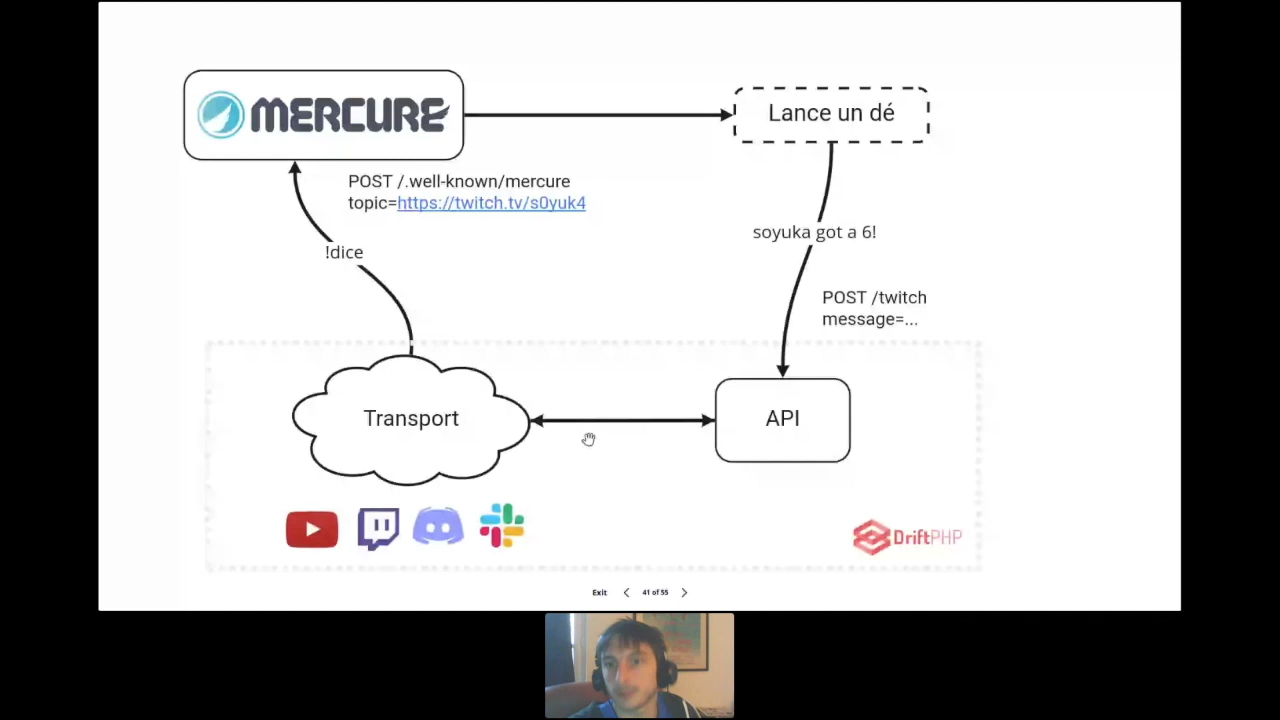 MERCURE
Lance un dé
POST /.well-known/mercure
topic=https://twitch.tv/s0yuk4
!dice
soyuka got a 6!
POST /twitch
message=...
Transport
API
DriftPHP
Exit 41 of 55